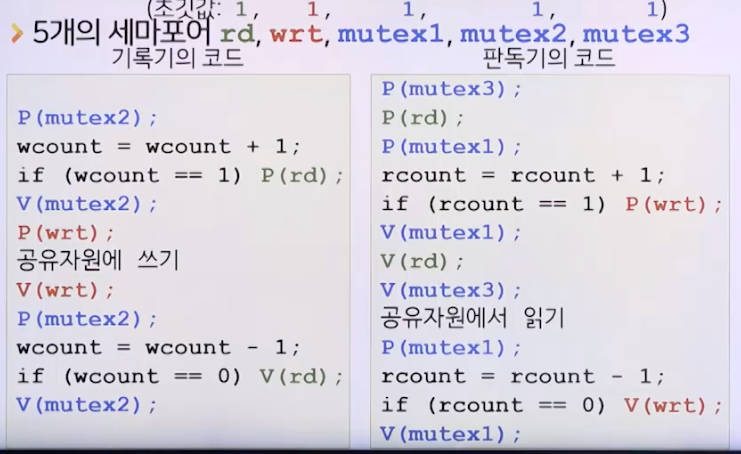 (초깃값: 1, 1, 1, 1, 1)
5개의 세마포어 rd, wrt, mutex1, mutex2, mutex3
기록기의 코드
P(mutex2);
wcount = wcount + 1;
if (wcount == 1) P(rd);
V(mutex2);
P(wrt);
공유자원에 쓰기
V(wrt);
P(mutex2);
wcount = wcount - 1;
if (wcount == 0) V(rd);
V(mutex2);
판독기의 코드
P(mutex3);
P(rd);
P(mutex1);
rcount = rcount + 1;
if (rcount == 1) P(wrt);
V(mutex1);
V(rd);
V(mutex3);
공유자원에서 읽기
P(mutex1);
rcount = rcount - 1;
if (rcount == 0) V(wrt);
V(mutex1);